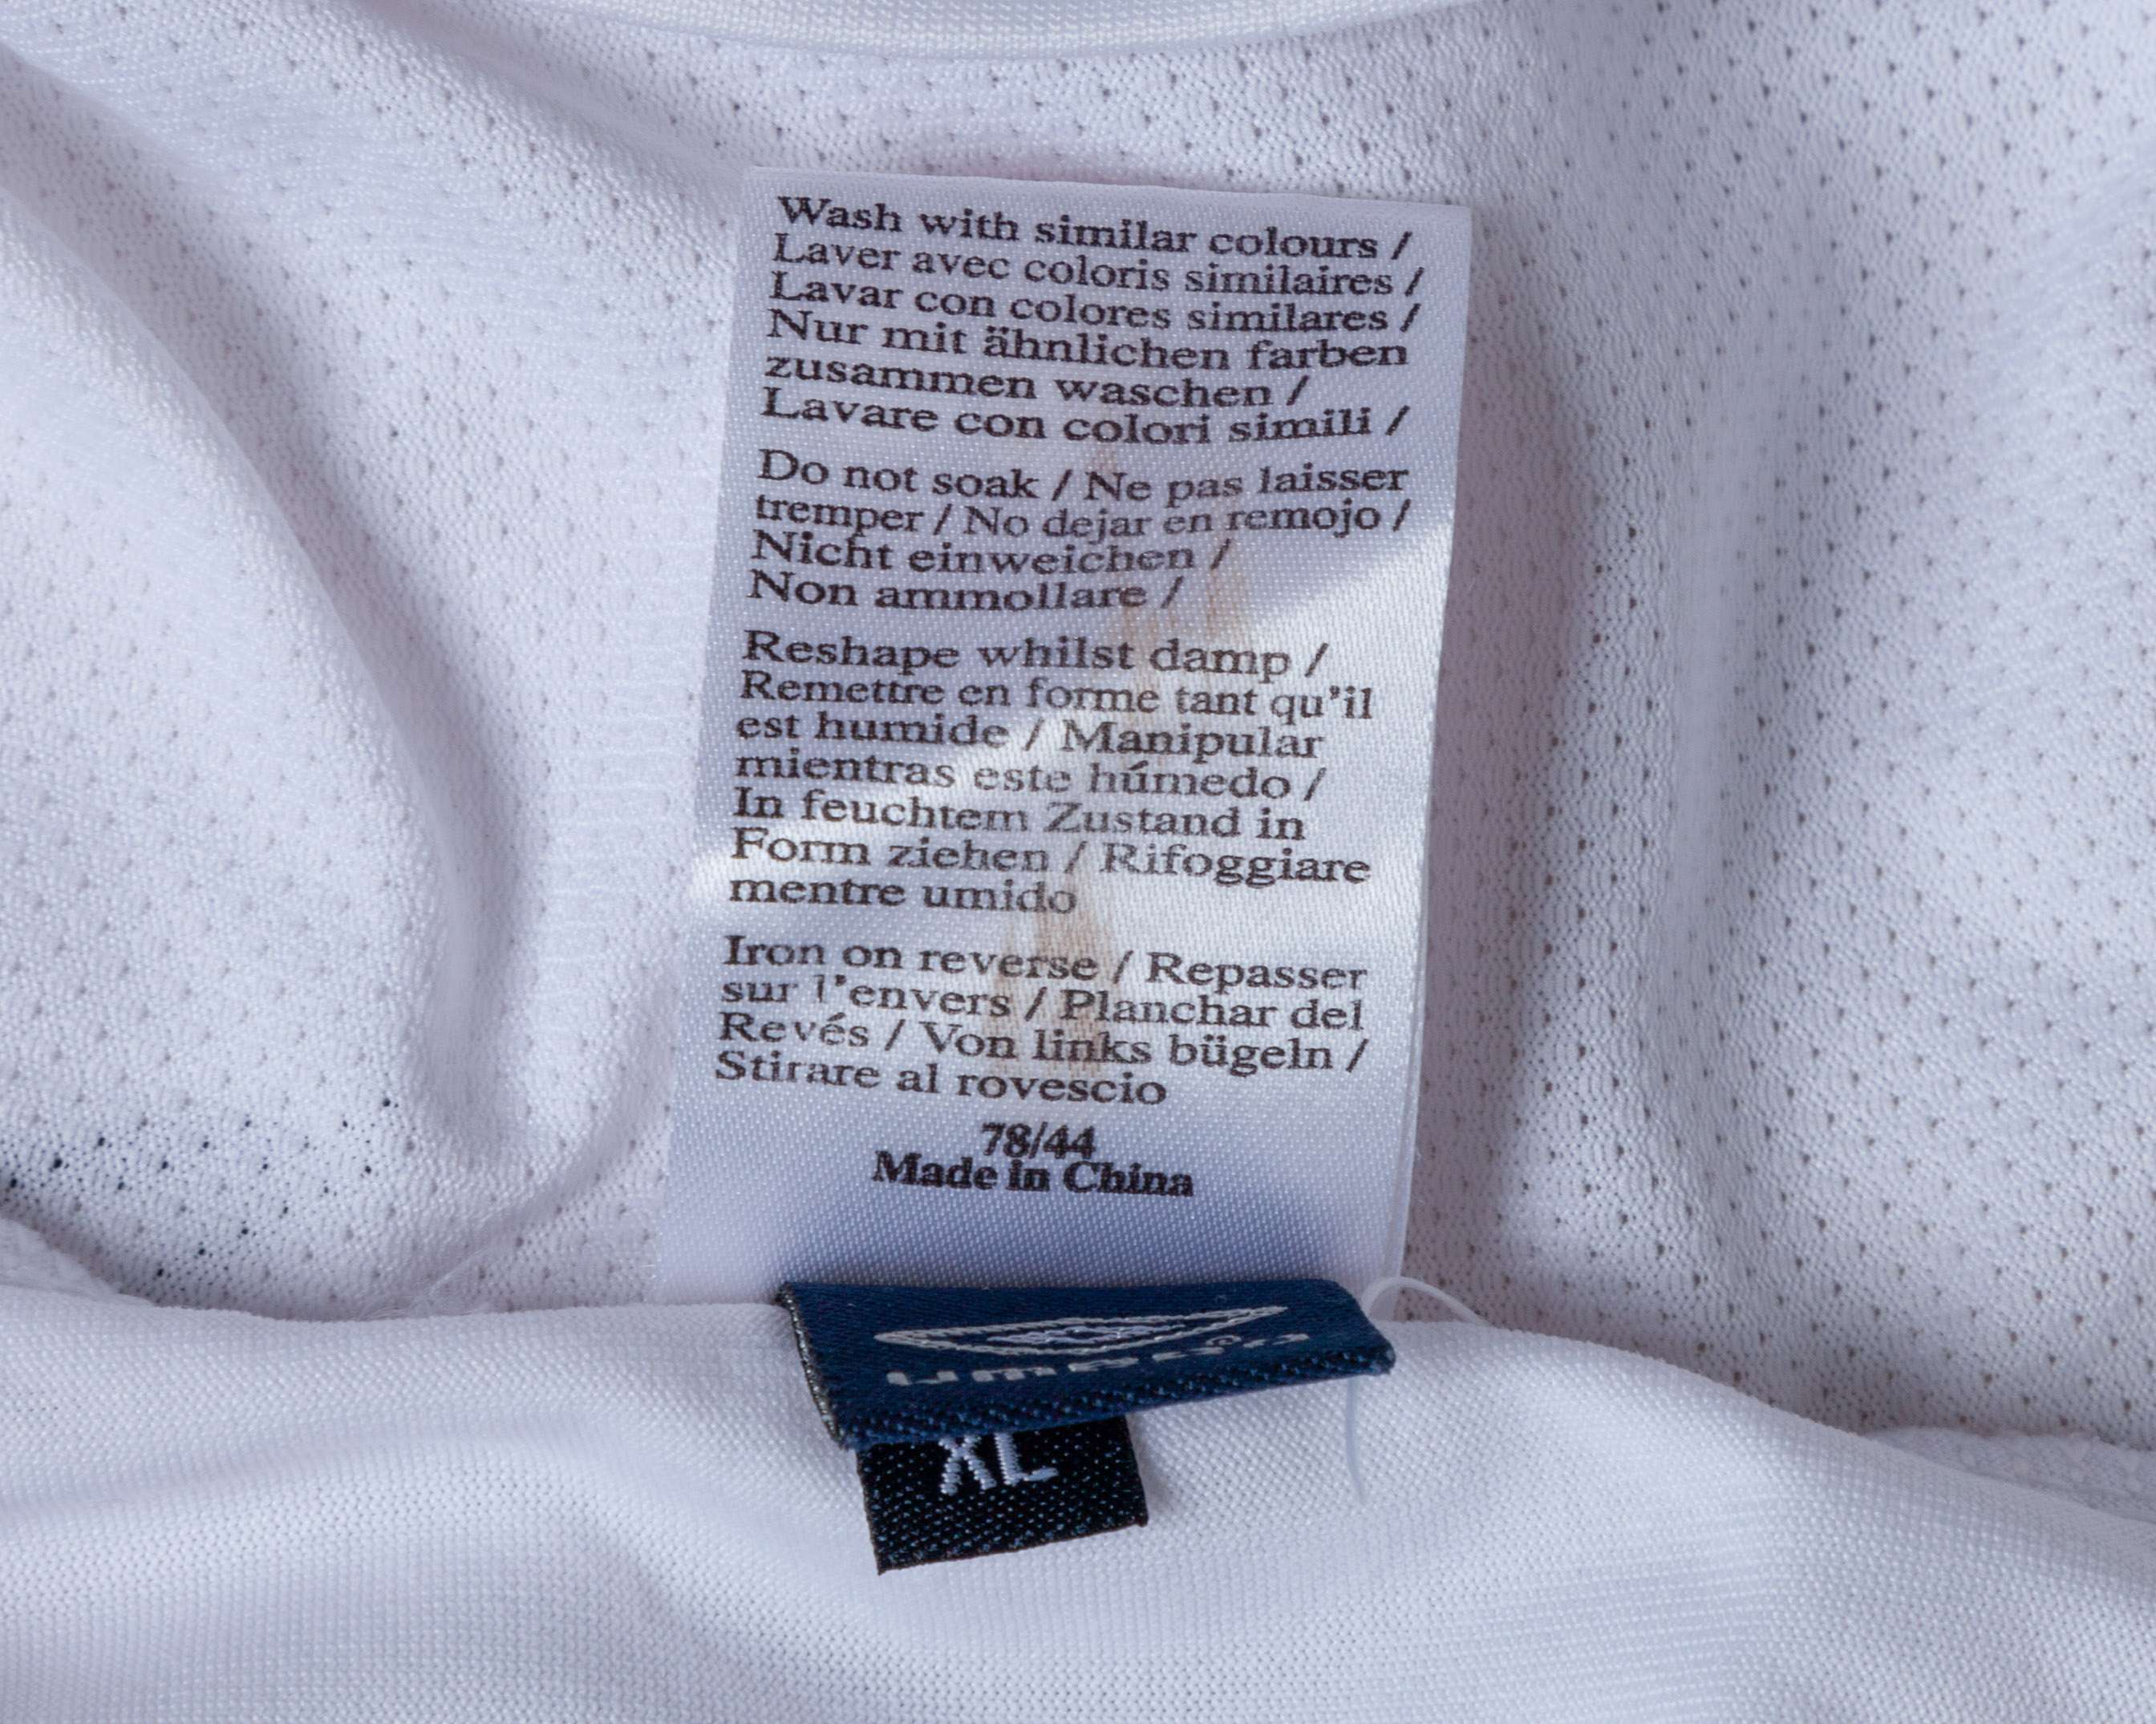 Wash with similar colours /
Laver avec coloris similaires /
Lavar con colores similares /
Nur mit ähnlichen farben
zusammen waschen /
Lavare con colori simili /
Do not soak / Ne pas laisser
tremper / No dejar en remojo /
Nicht einweichen /
Non ammollare /
Reshape whilst damp /
Remettre en forme tant qu'il
est humide / Manipular
mientras este húmedo /
In feuchtem Zustand in
Form ziehen / Rifoggiare
mentre umido
Iron on reverse / Repasser
sur l'envers / Planchar del
Revés / Von links bügeln /
Stirare al rovescio
78/44
Made in China
umbro
XL